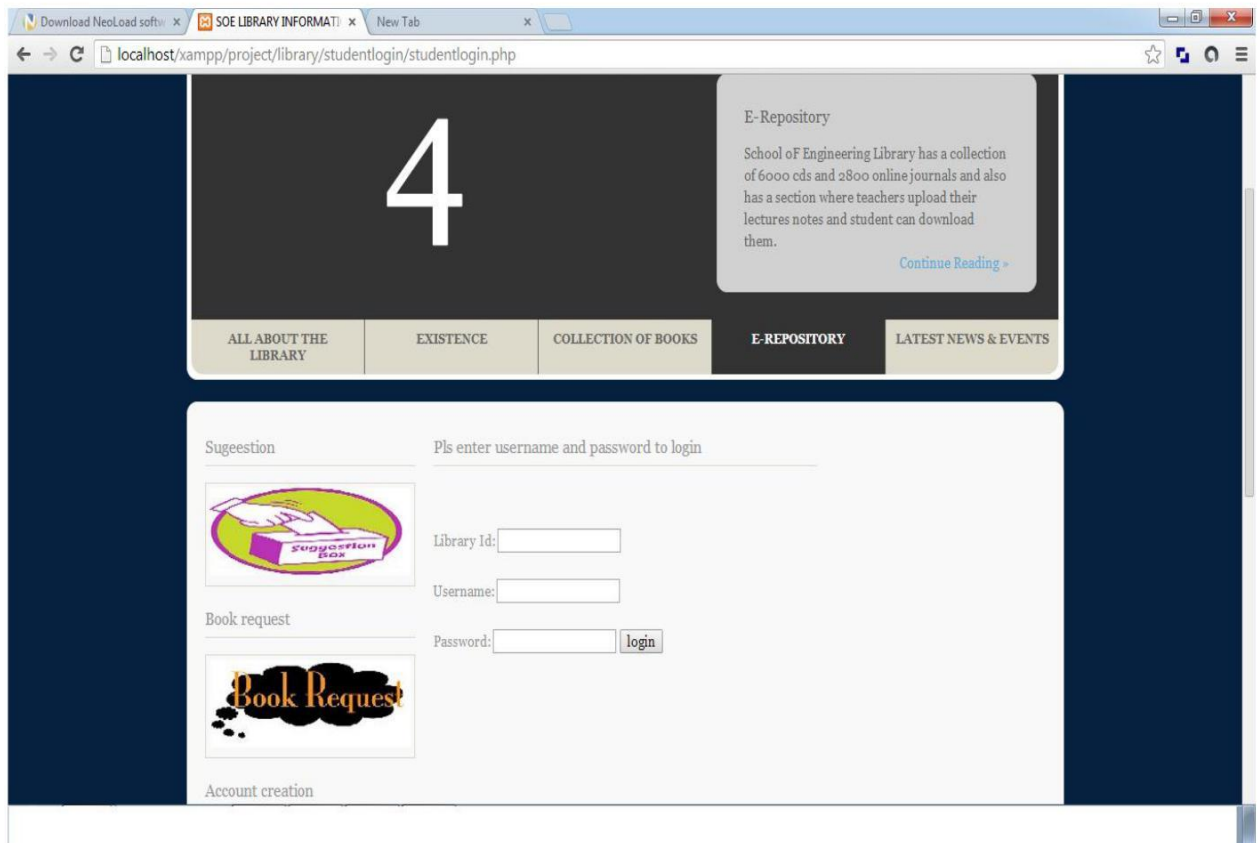 Download NeoLoad softw
SOE LIBRARY INFORMATI
New Tab
localhost/xampp/project/library/studentlogin/studentlogin.php
4
E-Repository
School oF Engineering Library has a collection
of 6000 cds and 2800 online journals and also
has a section where teachers upload their
lectures notes and student can download
them.
Continue Reading »
ALL ABOUT THE
LIBRARY
EXISTENCE
COLLECTION OF BOOKS
E-REPOSITORY
LATEST NEWS & EVENTS
Sugeestion
Suggestion
Box
Book request
Book Request
Account creation
Pls enter username and password to login
Library Id:
Username:
Password:
login